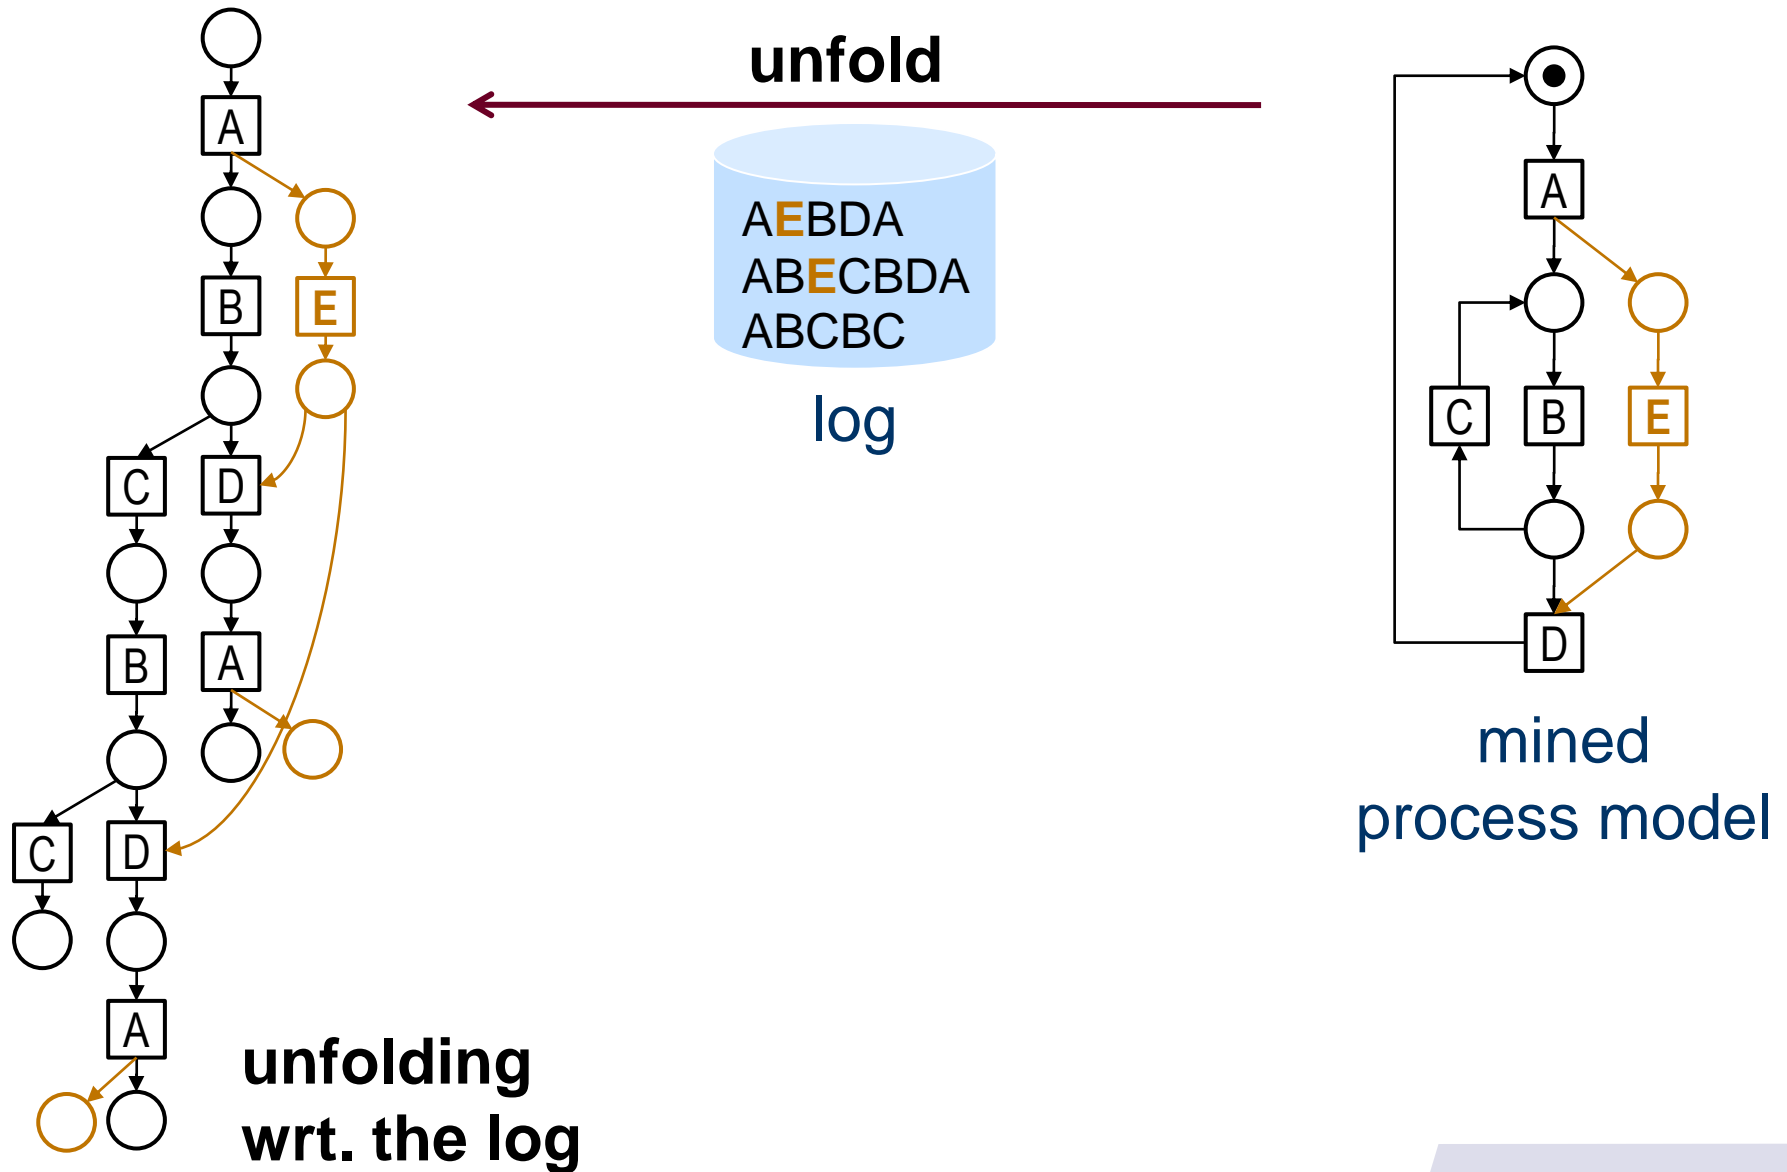 unfold
A
B
E
C
D
B
A
C
D
A
unfolding
wrt. the log
AEBDA
ABECBDA
ABCBC
log
A
C
B
E
D
mined
process model